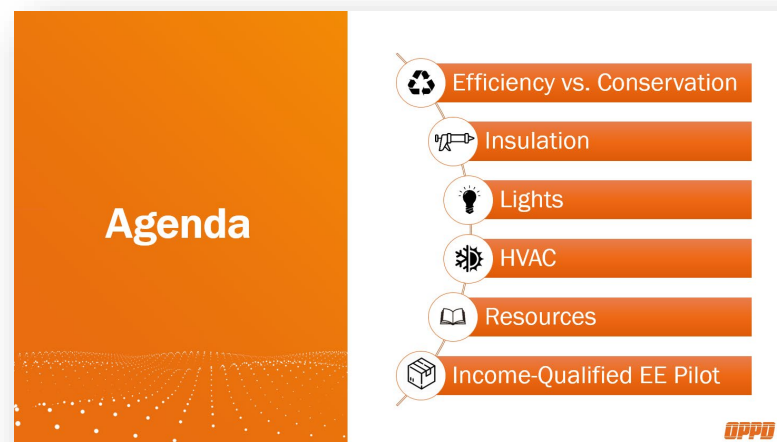 Agenda
Efficiency vs. Conservation
Insulation
Lights
HVAC
Resources
Income-Qualified EE Pilot
OPPD